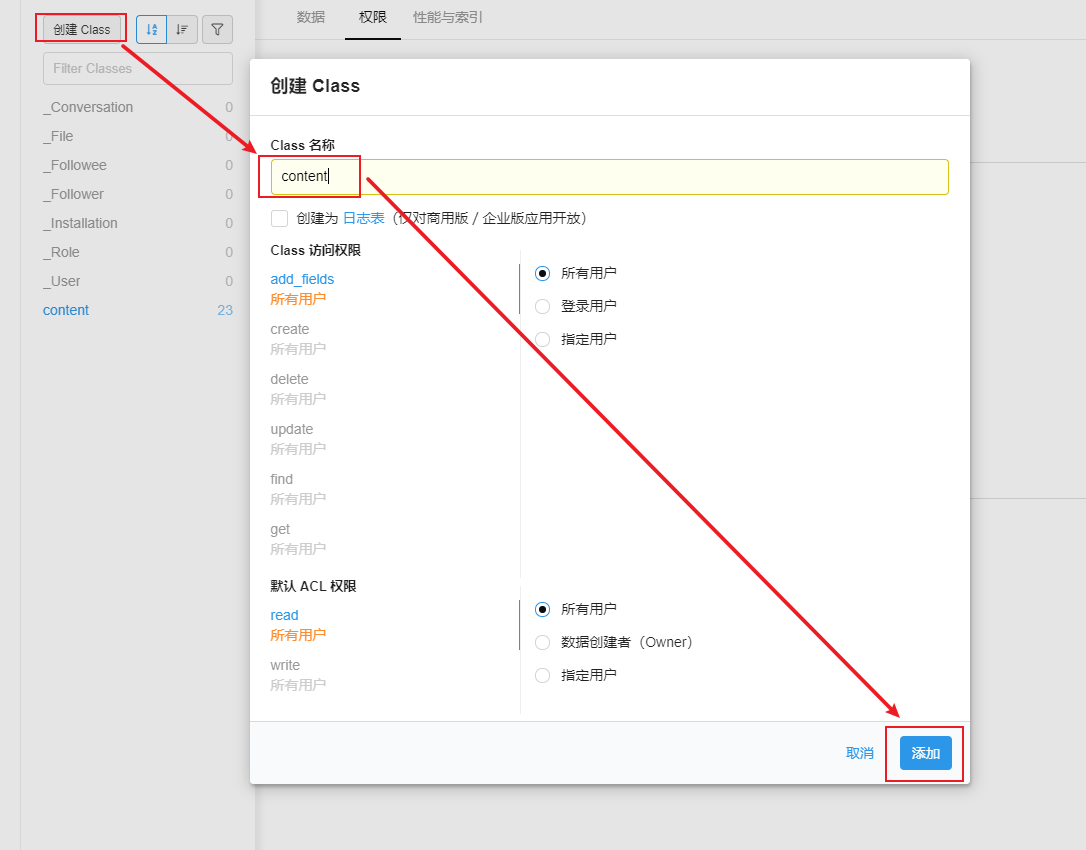 创建 Class
数据 权限 性能与索引
Filter Classes
_Conversation 0
_File 0
_Followee 0
_Follower 0
_Installation 0
_Role 0
_User 0
content 23
创建 Class
Class 名称
content
创建为 日志表（仅对商用版 / 企业版应用开放）
Class 访问权限
add_fields
所有用户
create
所有用户
delete
所有用户
update
所有用户
find
所有用户
get
所有用户
所有用户
登录用户
指定用户
默认 ACL 权限
read
所有用户
write
所有用户
所有用户
数据创建者（Owner）
指定用户
取消 添加